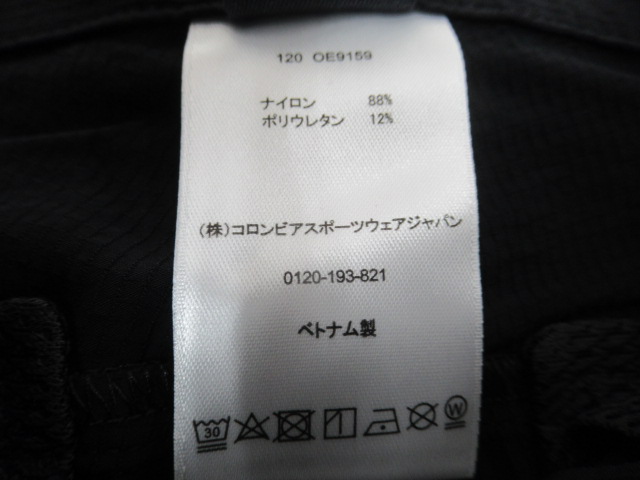 120 OE9159
ナイロン 88%
ポリウレタン 12%
(株)コロンビアスポーツウェアジャパン
0120-193-821
ベトナム製
30 W